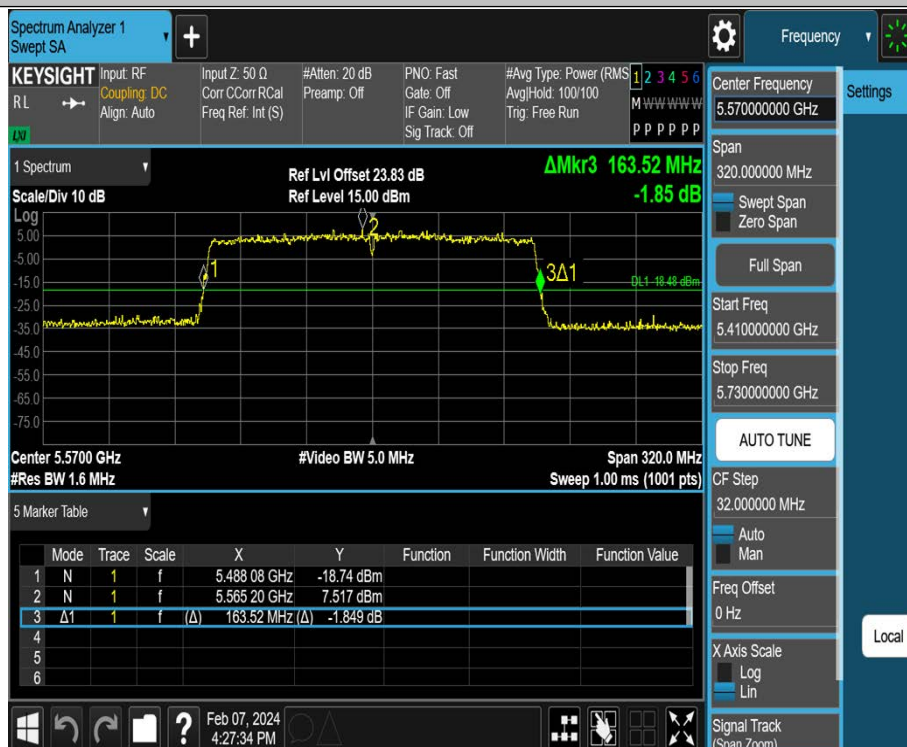 Spectrum Analyzer 1
Swept SA
+
Frequency
KEYSIGHT
RL
LXI
Input: RF
Coupling: DC
Align: Auto
Input Z: 50 Ω
Corr CCorr RCal
Freq Ref: Int (S)
#Atten: 20 dB
Preamp: Off
PNO: Fast
Gate: Off
IF Gain: Low
Sig Track: Off
#Avg Type: Power (RMS
Avg|Hold: 100/100
Trig: Free Run
1 2 3 4 5 6
M W W W W W
P P P P P P
1 Spectrum
Scale/Div 10 dB
Ref Lvl Offset 23.83 dB
Ref Level 15.00 dBm
ΔMkr3 163.52 MHz
-1.85 dB
Log
5.00
-5.00
-15.0
-25.0
-35.0
-45.0
-55.0
-65.0
-75.0
1
2
3Δ1
DL1 -18.48 dBm
Center 5.5700 GHz
#Video BW 5.0 MHz
Span 320.0 MHz
#Res BW 1.6 MHz
Sweep 1.00 ms (1001 pts)
5 Marker Table
Mode Trace Scale X Y Function Function Width Function Value
1 N 1 f 5.488 08 GHz -18.74 dBm
2 N 1 f 5.565 20 GHz 7.517 dBm
3 Δ1 1 f (Δ) 163.52 MHz (Δ) -1.849 dB
4
5
6
?
Feb 07, 2024
4:27:34 PM
Center Frequency
5.570000000 GHz
Span
320.000000 MHz
Swept Span
Zero Span
Full Span
Start Freq
5.410000000 GHz
Stop Freq
5.730000000 GHz
AUTO TUNE
CF Step
32.000000 MHz
Auto
Man
Freq Offset
0 Hz
X Axis Scale
Log
Lin
Signal Track
(Span Zoom)
Settings
Local